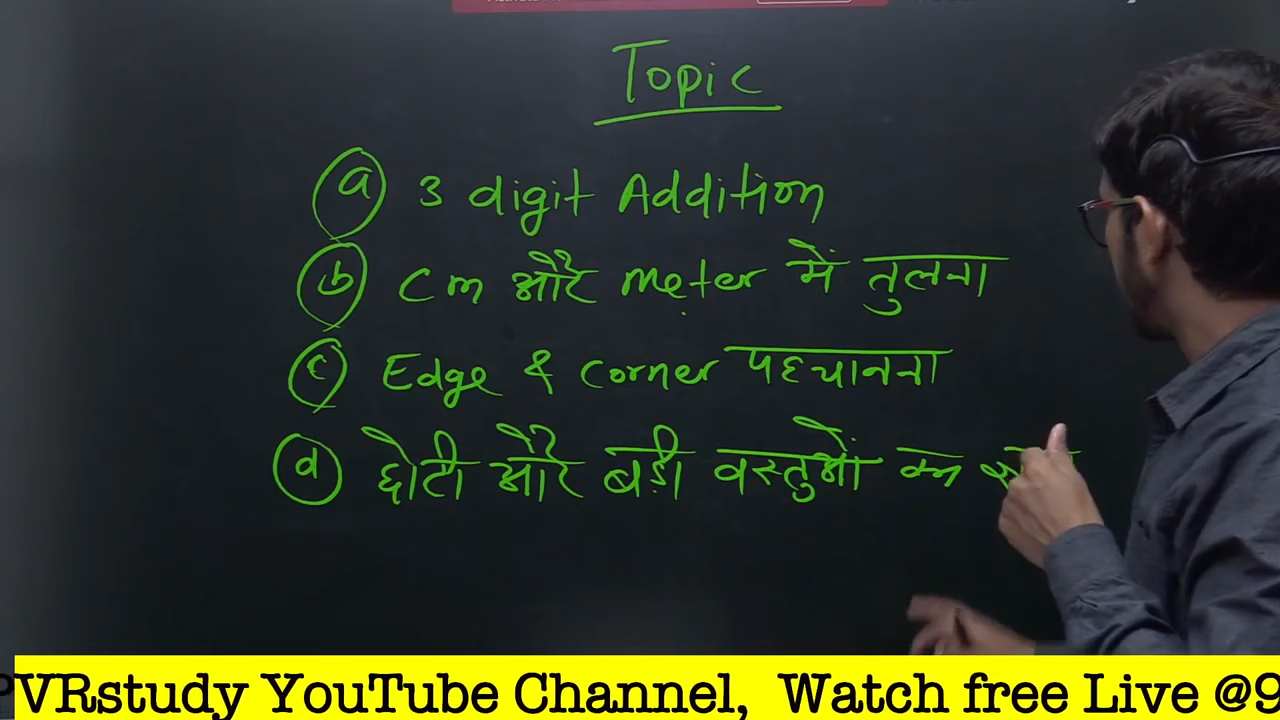 Topic
a 3 digit Addition
b Cm और meter में तुलना
c Edge & corner पहचानना
d छोटी और बड़ी वस्तुओं
PVRstudy YouTube Channel, Watch free Live @9